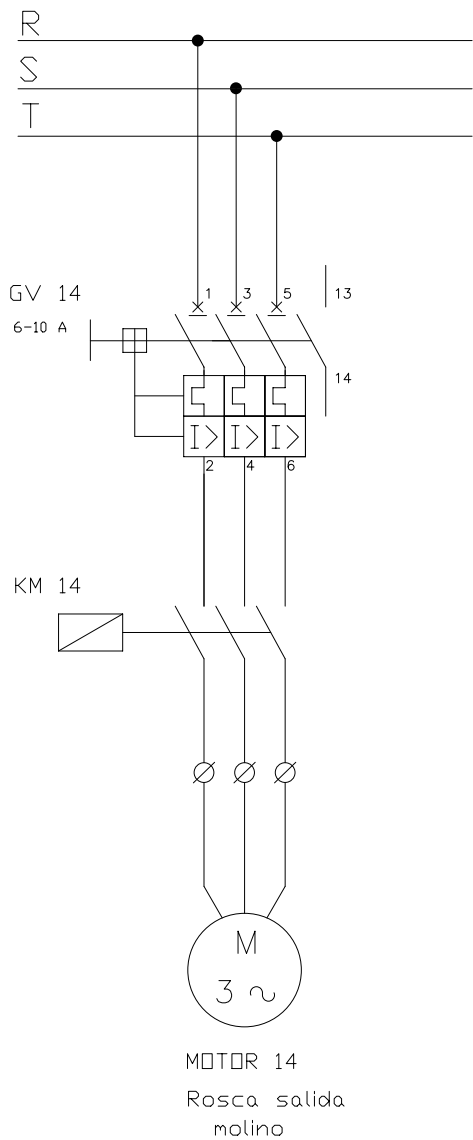 R
S
T
1 3 5 13
GV 14
6-10 A
14
I> I> I>
2 4 6
KM 14
M
3 ~
MOTOR 14
Rosca salida
molino